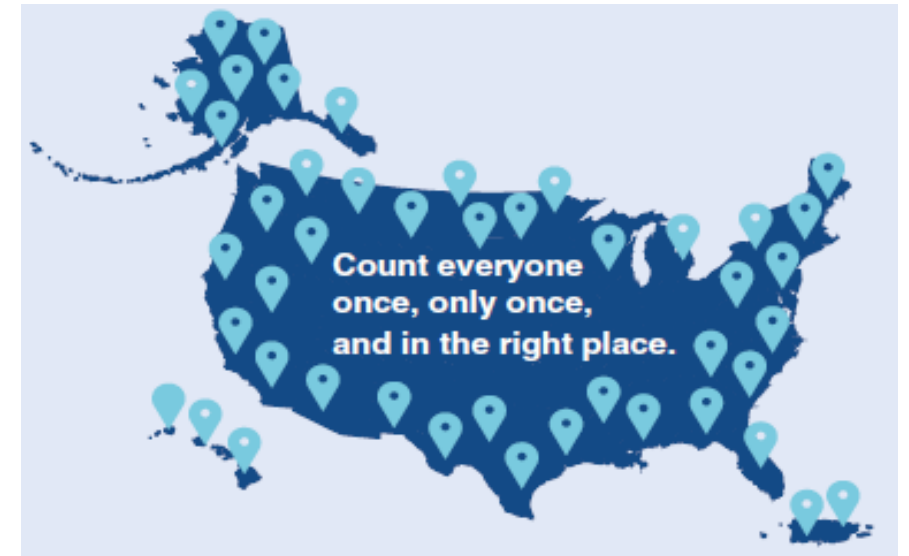 Count everyone
once, only once,
and in the right place.